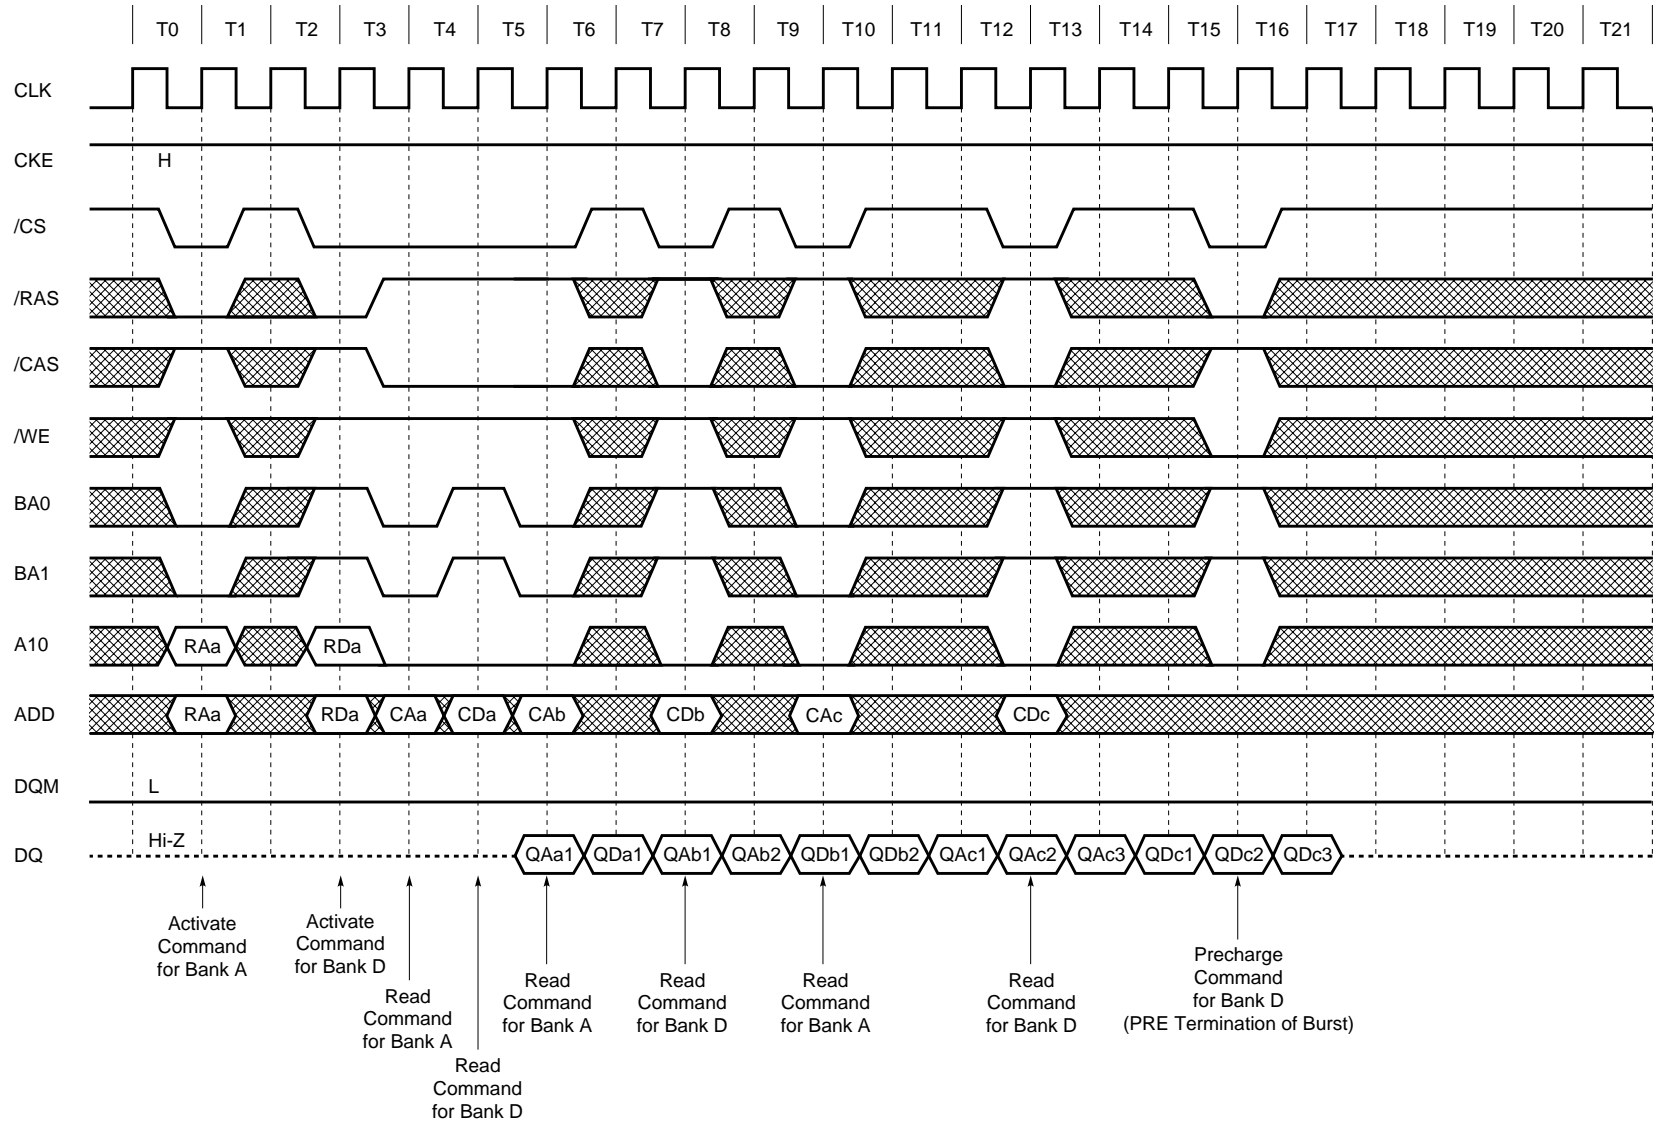 T0 T1 T2 T3 T4 T5 T6 T7 T8 T9 T10 T11 T12 T13 T14 T15 T16 T17 T18 T19 T20 T21
CLK
CKE H
/CS
/RAS
/CAS
/WE
BA0
BA1
A10 RAa RDa
ADD RAa RDa CAa CDa CAb CDb CAc CDc
DQM L
Hi-Z
DQ QAa1 QDa1 QAb1 QAb2 QDb1 QDb2 QAc1 QAc2 QAc3 QDc1 QDc2 QDc3
Activate
Command
for Bank A
Activate
Command
for Bank D
Read
Command
for Bank A
Read
Command
for Bank D
Read
Command
for Bank A
Read
Command
for Bank D
Read
Command
for Bank A
Read
Command
for Bank D
Precharge
Command
for Bank D
(PRE Termination of Burst)